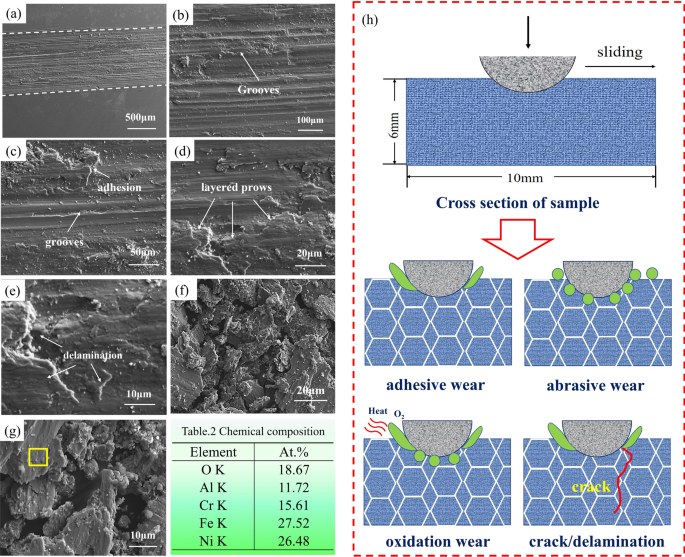 (a)
500μm
(b)
Grooves
100μm
(c)
adhesion
grooves
50μm
(d)
layered prows
20μm
(e)
delamination
10μm
(f)
20μm
(g)
10μm
Table.2 Chemical composition
Element At.%
O K 18.67
Al K 11.72
Cr K 15.61
Fe K 27.52
Ni K 26.48
(h)
sliding
6mm
10mm
Cross section of sample
adhesive wear
abrasive wear
Heat O2
oxidation wear
crack
crack/delamination